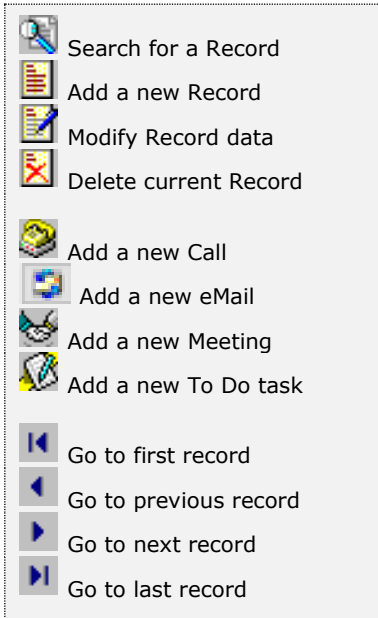 Search for a Record
Add a new Record
Modify Record data
Delete current Record
Add a new Call
Add a new eMail
Add a new Meeting
Add a new To Do task
Go to first record
Go to previous record
Go to next record
Go to last record